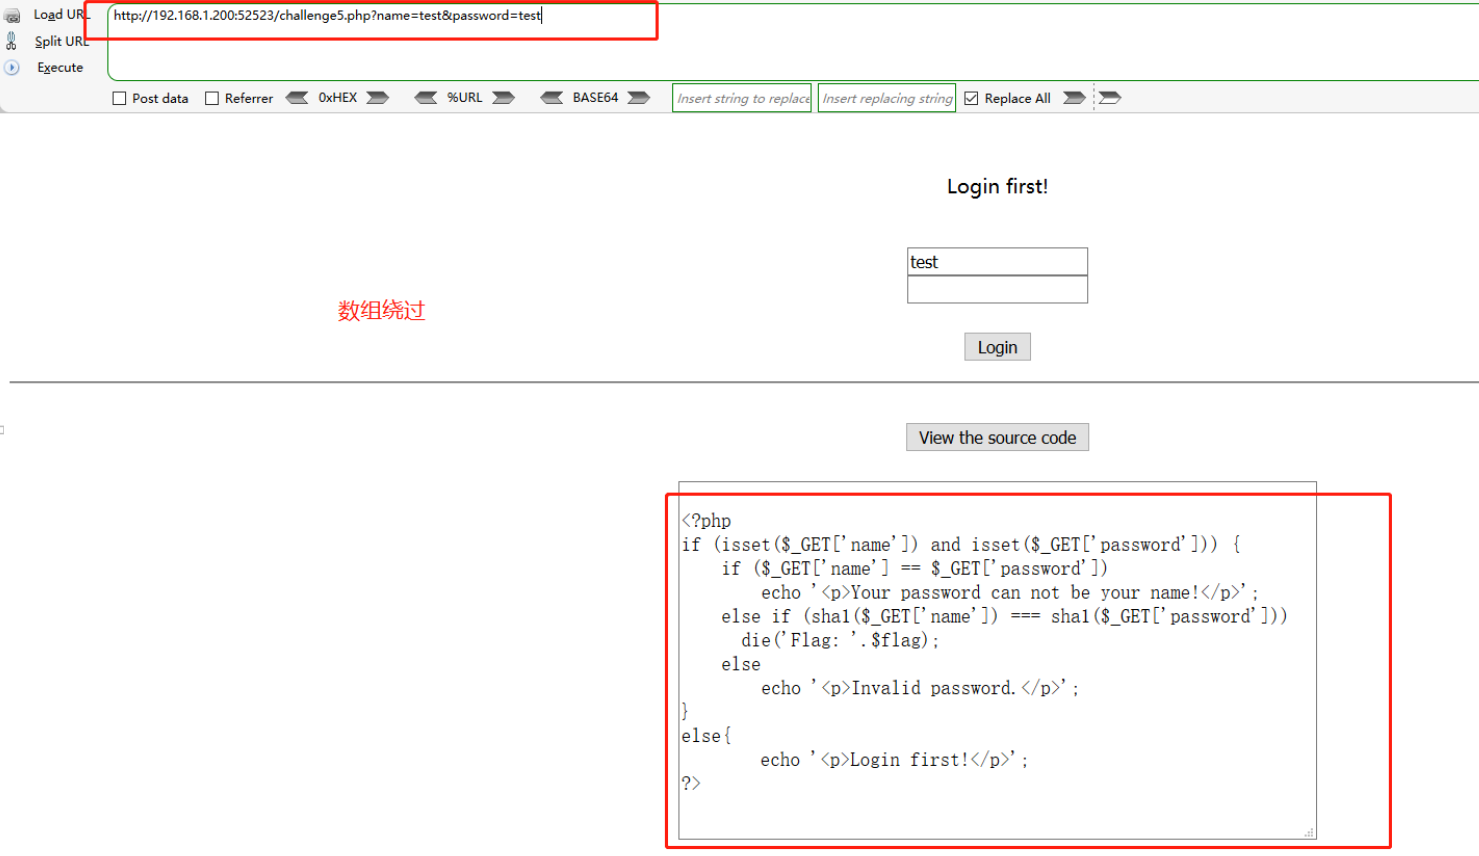 Load URL
http://192.168.1.200:52523/challenge5.php?name=test&password=test
Split URL
Execute
Post data Referrer 0xHEX %URL BASE64 Insert string to replace Insert replacing string Replace All
Login first!
test
数组绕过
Login
View the source code
<?php
if (isset($_GET['name']) and isset($_GET['password'])) {
    if ($_GET['name'] == $_GET['password'])
        echo '<p>Your password can not be your name!</p>';
    else if (sha1($_GET['name']) === sha1($_GET['password']))
      die('Flag: '.$flag);
    else
        echo '<p>Invalid password.</p>';
}
else{
        echo '<p>Login first!</p>';
?>